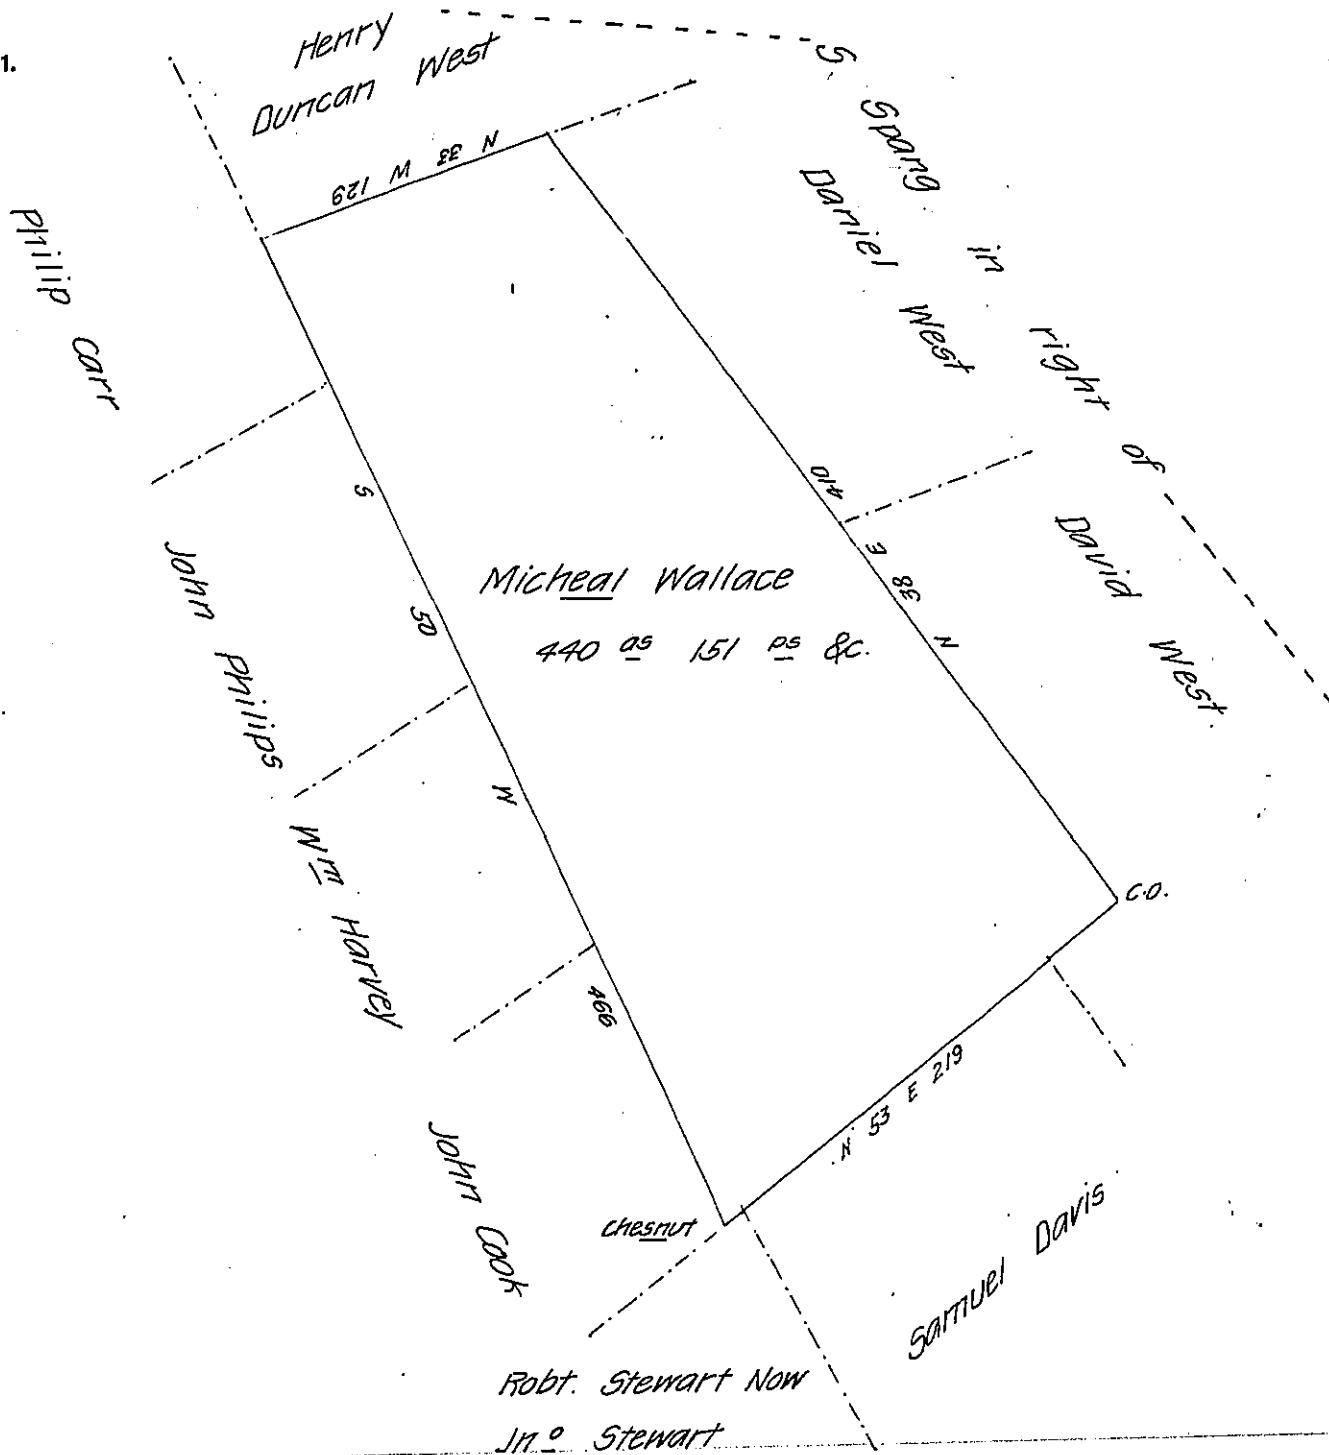 1.
Henry
Duncan West
S Spang in right of
Daniel West
David West
Phillip Carr
N 33 W 129
410
N 38 E
S 50 W 466
Micheal Wallace
440 as 151 ps &c.
John Philips
Wm Harvey
John Cook
C.O.
N 53 E 219
Chesnut
Samuel Davis
Robt. Stewart Now
Jno Stewart